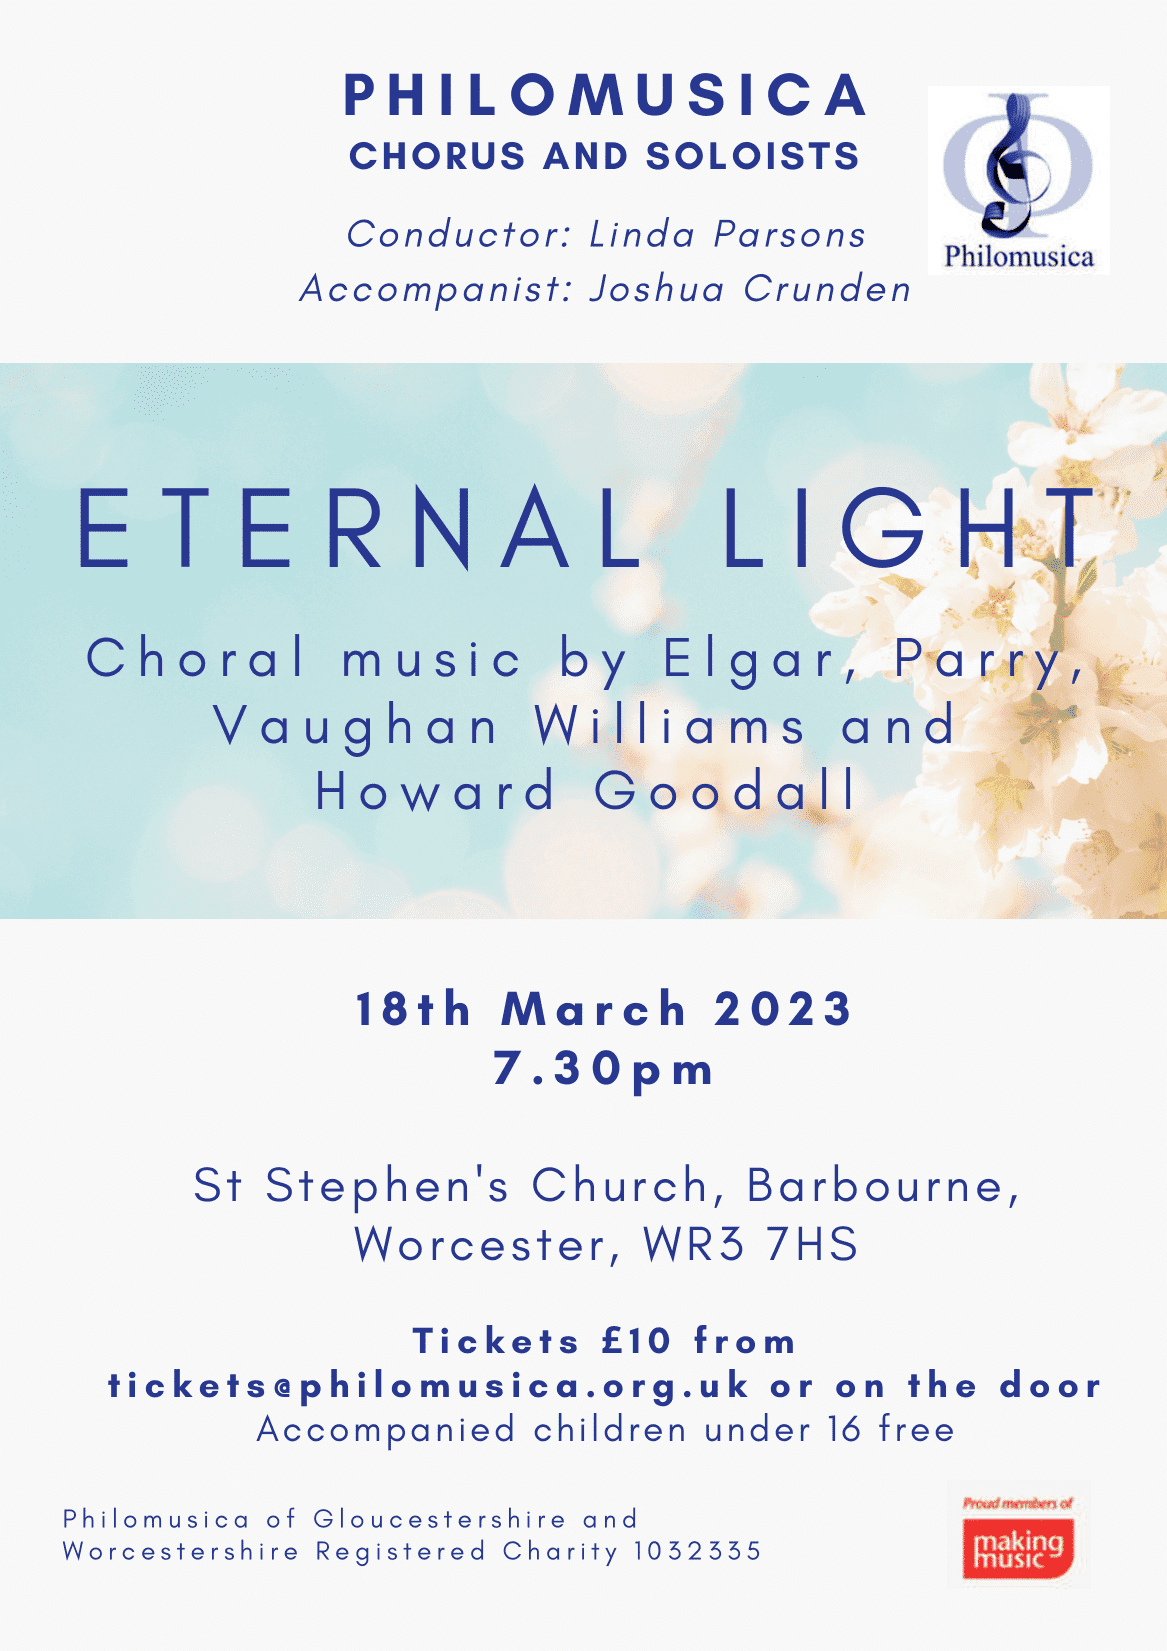 PHILOMUSICA
CHORUS AND SOLOISTS
Conductor: Linda Parsons
Accompanist: Joshua Crunden
Philomusica
ETERNAL LIGHT
Choral music by Elgar, Parry,
Vaughan Williams and
Howard Goodall
18th March 2023
7.30pm
St Stephen's Church, Barbourne,
Worcester, WR3 7HS
Tickets £10 from
tickets@philomusica.org.uk or on the door
Accompanied children under 16 free
Philomusica of Gloucestershire and
Worcestershire Registered Charity 1032335
Proud members of
making
music